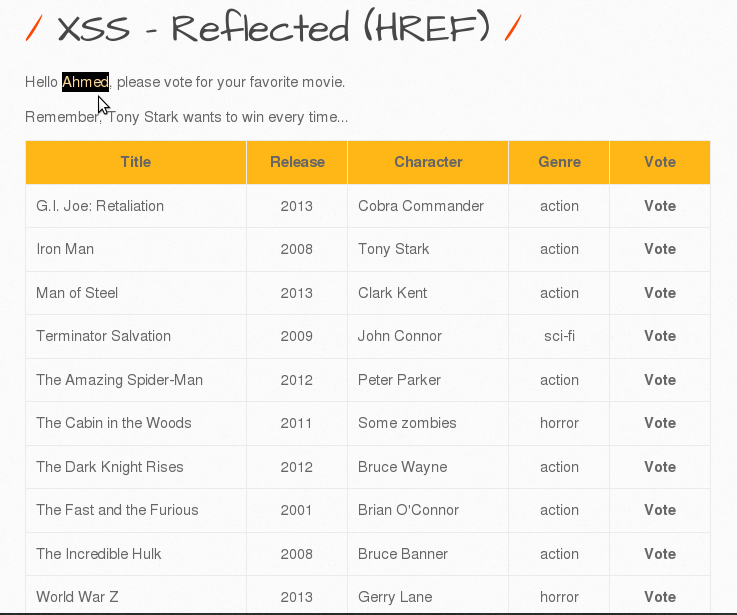 / XSS - Reflected (HREF) /
Hello Ahmed, please vote for your favorite movie.
Remember, Tony Stark wants to win every time...
Title Release Character Genre Vote
G.I. Joe: Retaliation 2013 Cobra Commander action Vote
Iron Man 2008 Tony Stark action Vote
Man of Steel 2013 Clark Kent action Vote
Terminator Salvation 2009 John Connor sci-fi Vote
The Amazing Spider-Man 2012 Peter Parker action Vote
The Cabin in the Woods 2011 Some zombies horror Vote
The Dark Knight Rises 2012 Bruce Wayne action Vote
The Fast and the Furious 2001 Brian O'Connor action Vote
The Incredible Hulk 2008 Bruce Banner action Vote
World War Z 2013 Gerry Lane horror Vote